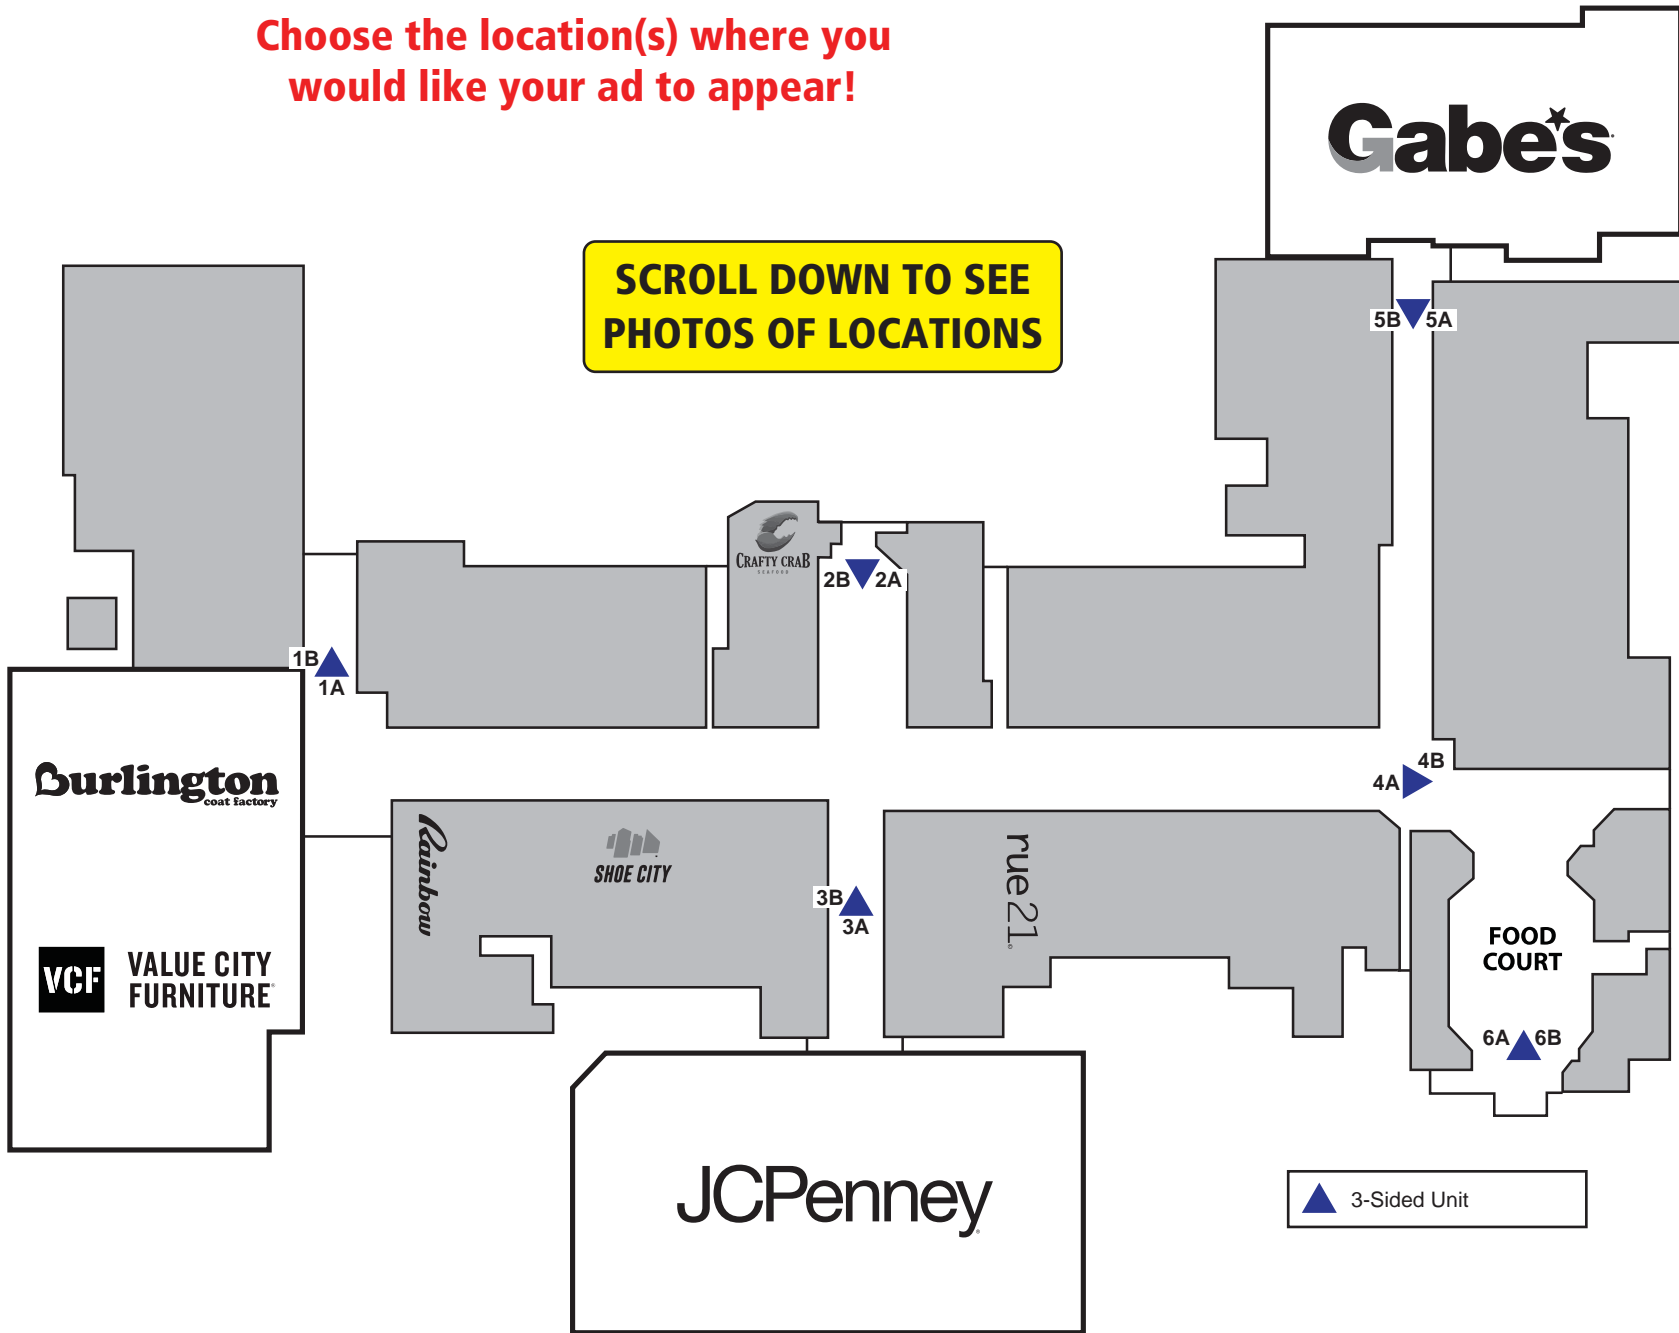 Choose the location(s) where you
would like your ad to appear!
Gabe's
SCROLL DOWN TO SEE
PHOTOS OF LOCATIONS
5B 5A
CRAFTY CRAB
SEAFOOD
2B 2A
1B
1A
Burlington
coat factory
4B
4A
Rainbow
SHOE CITY
rue21
3B
3A
FOOD
COURT
VCF VALUE CITY
FURNITURE
6A 6B
JCPenney
3-Sided Unit